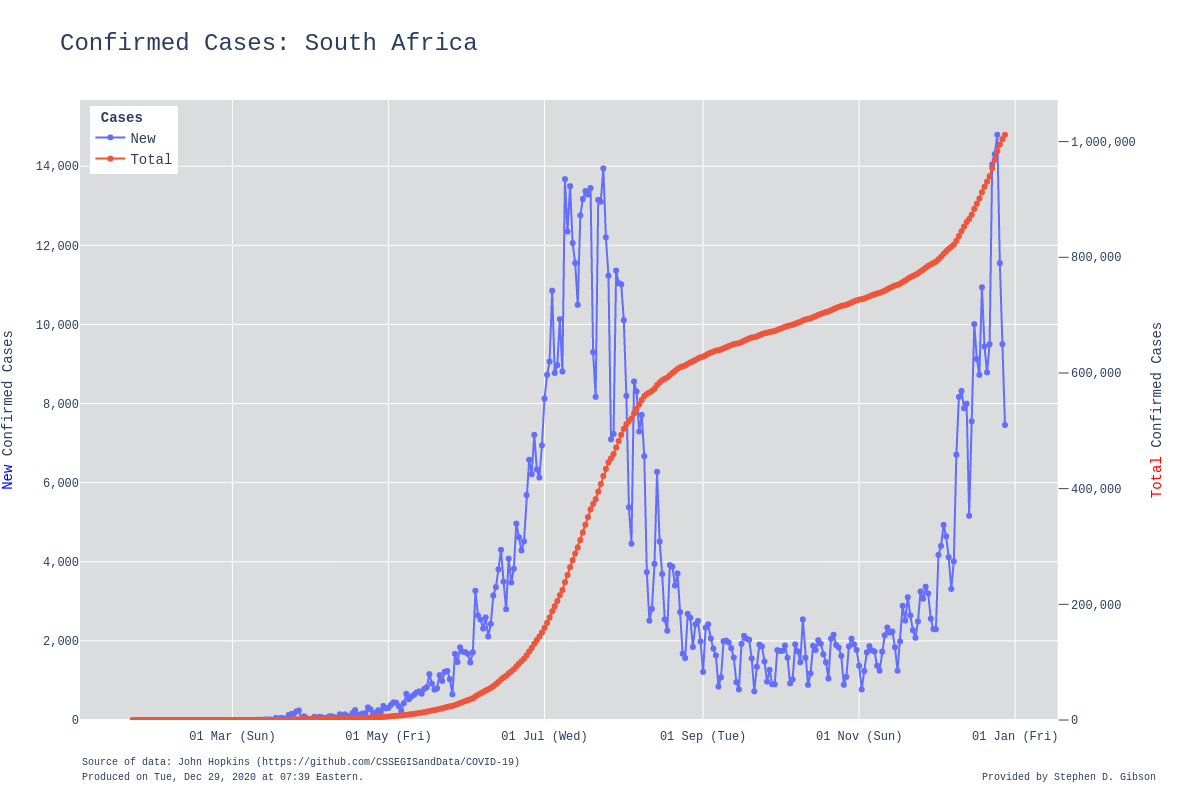 Confirmed Cases: South Africa
Cases
New
Total
14,000
12,000
10,000
8,000
6,000
4,000
2,000
0
New Confirmed Cases
1,000,000
800,000
600,000
400,000
200,000
0
Total Confirmed Cases
01 Mar (Sun)
01 May (Fri)
01 Jul (Wed)
01 Sep (Tue)
01 Nov (Sun)
01 Jan (Fri)
Source of data: John Hopkins (https://github.com/CSSEGISandData/COVID-19)
Produced on Tue, Dec 29, 2020 at 07:39 Eastern.
Provided by Stephen D. Gibson